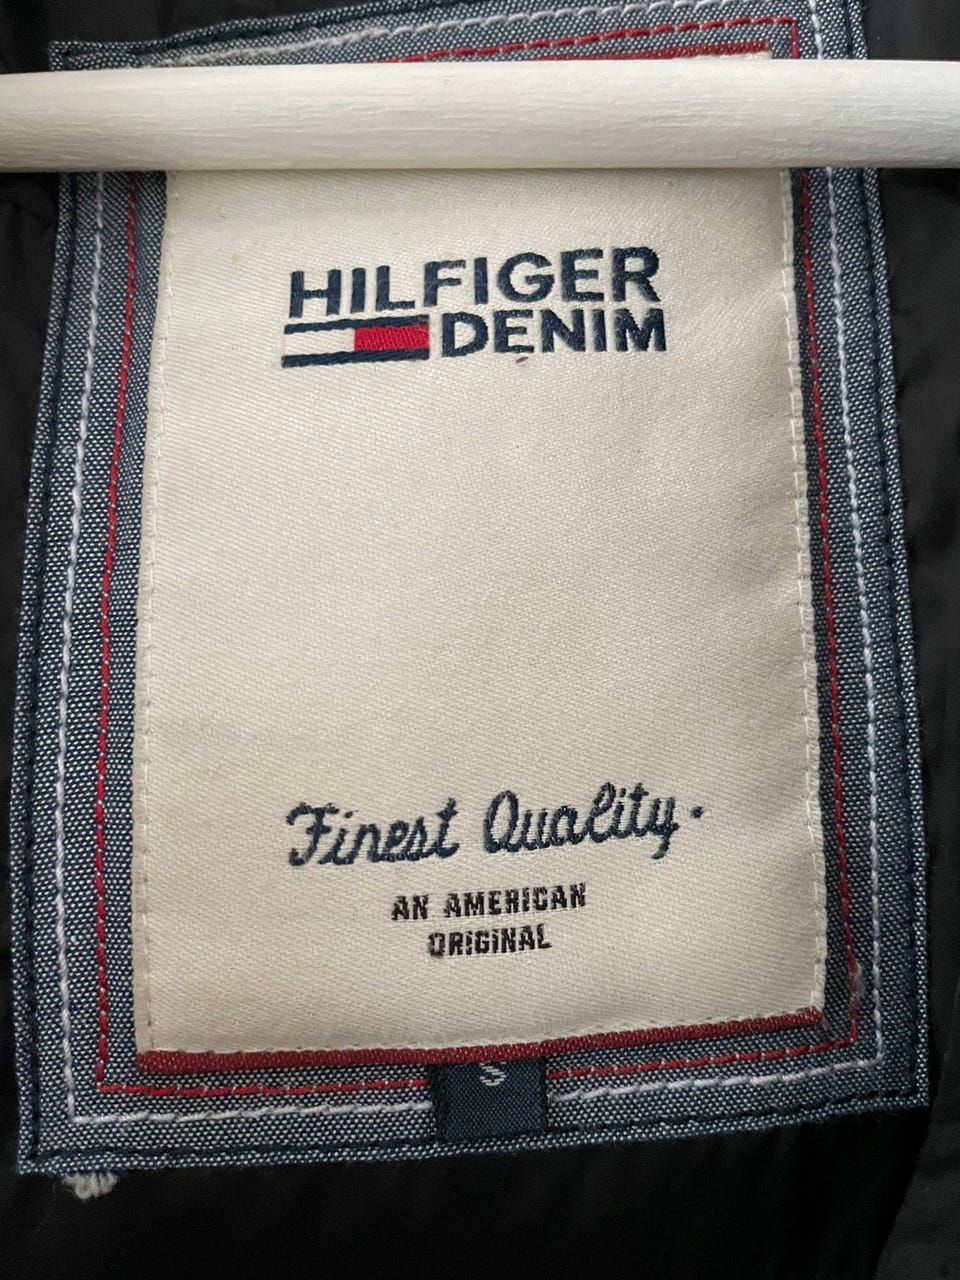 HILFIGER
DENIM
Finest Quality.
AN AMERICAN
ORIGINAL
S